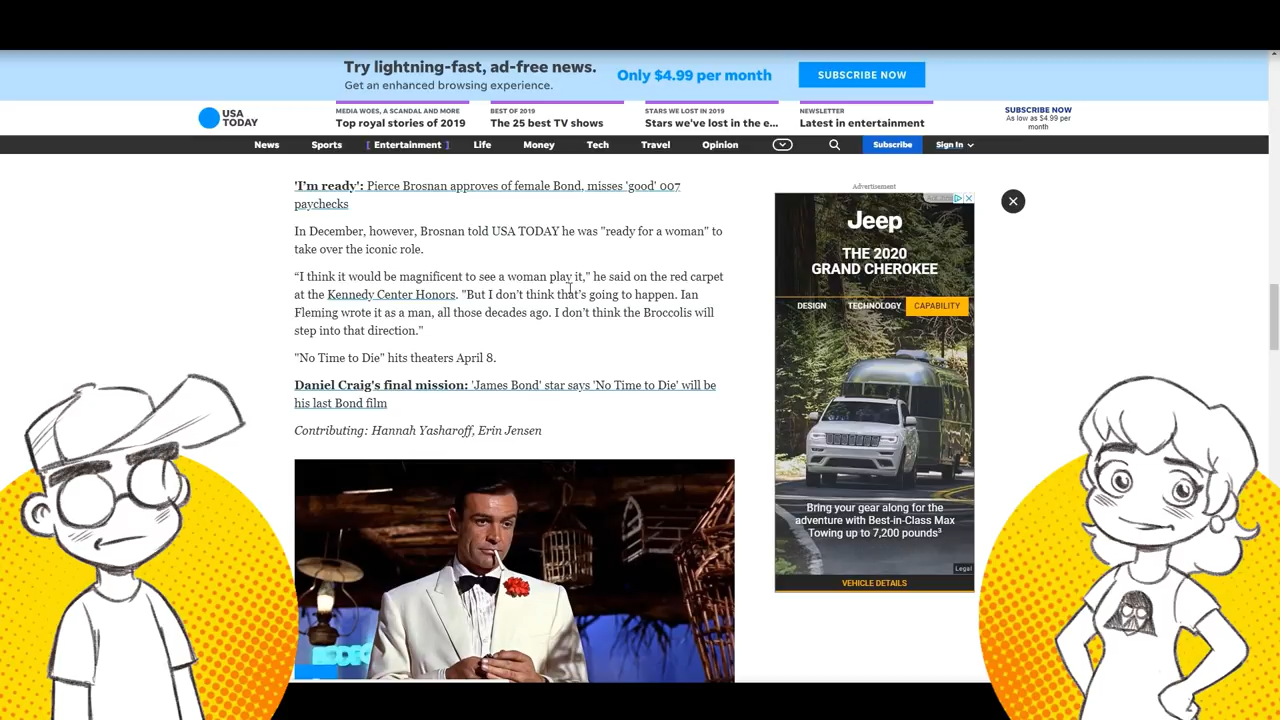 Try lightning-fast, ad-free news.
Get an enhanced browsing experience.
Only $4.99 per month
SUBSCRIBE NOW
USA
TODAY
MEDIA WOES, A SCANDAL AND MORE
Top royal stories of 2019
BEST OF 2019
The 25 best TV shows
STARS WE LOST IN 2019
Stars we've lost in the e...
NEWSLETTER
Latest in entertainment
SUBSCRIBE NOW
As low as $4.99 per
month
News Sports [ Entertainment ] Life Money Tech Travel Opinion Subscribe Sign In
'I'm ready': Pierce Brosnan approves of female Bond, misses 'good' 007
paychecks
In December, however, Brosnan told USA TODAY he was "ready for a woman" to
take over the iconic role.
“I think it would be magnificent to see a woman play it," he said on the red carpet
at the Kennedy Center Honors. "But I don’t think that’s going to happen. Ian
Fleming wrote it as a man, all those decades ago. I don’t think the Broccolis will
step into that direction.”
"No Time to Die" hits theaters April 8.
Daniel Craig's final mission: 'James Bond' star says 'No Time to Die' will be
his last Bond film
Contributing: Hannah Yasharoff, Erin Jensen
Advertisement
Jeep
THE 2020
GRAND CHEROKEE
DESIGN TECHNOLOGY CAPABILITY
Bring your gear along for the
adventure with Best-in-Class Max
Towing up to 7,200 pounds³
Legal
VEHICLE DETAILS